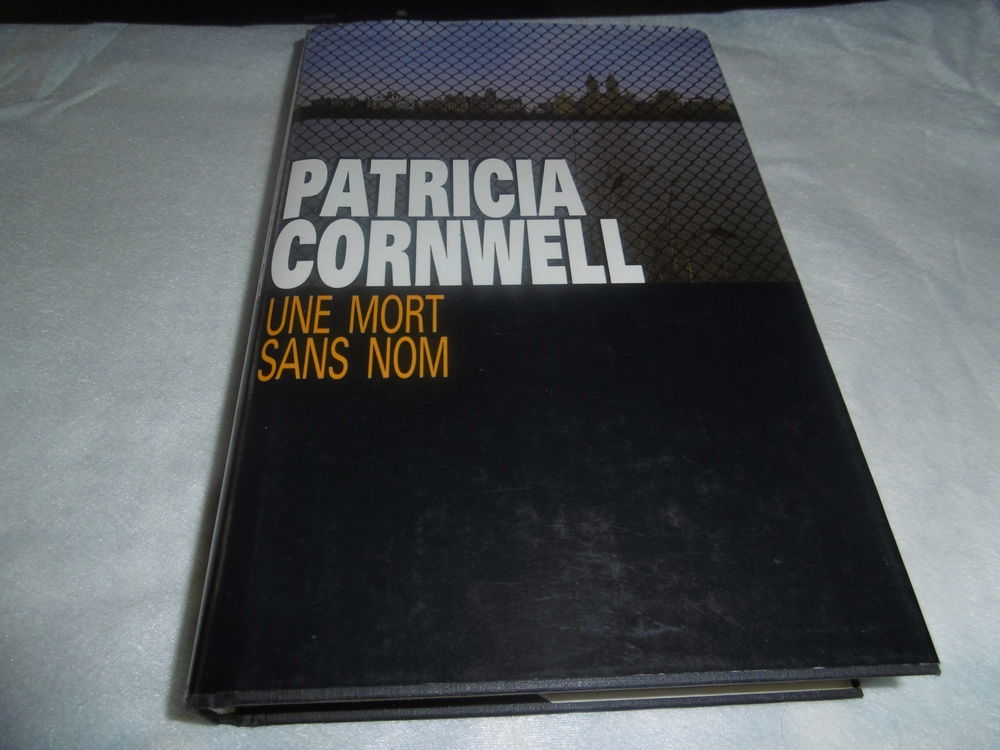 PATRICIA
CORNWELL
UNE MORT
SANS NOM